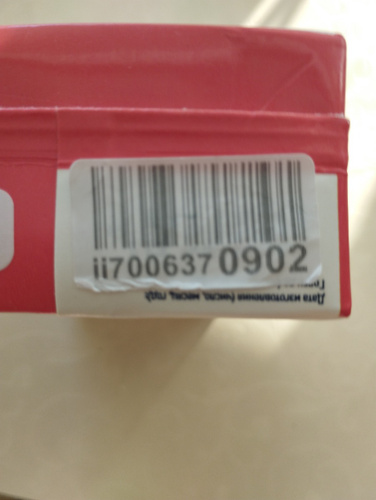 ii7006370902
Дата изготовления (число, месяц, год):